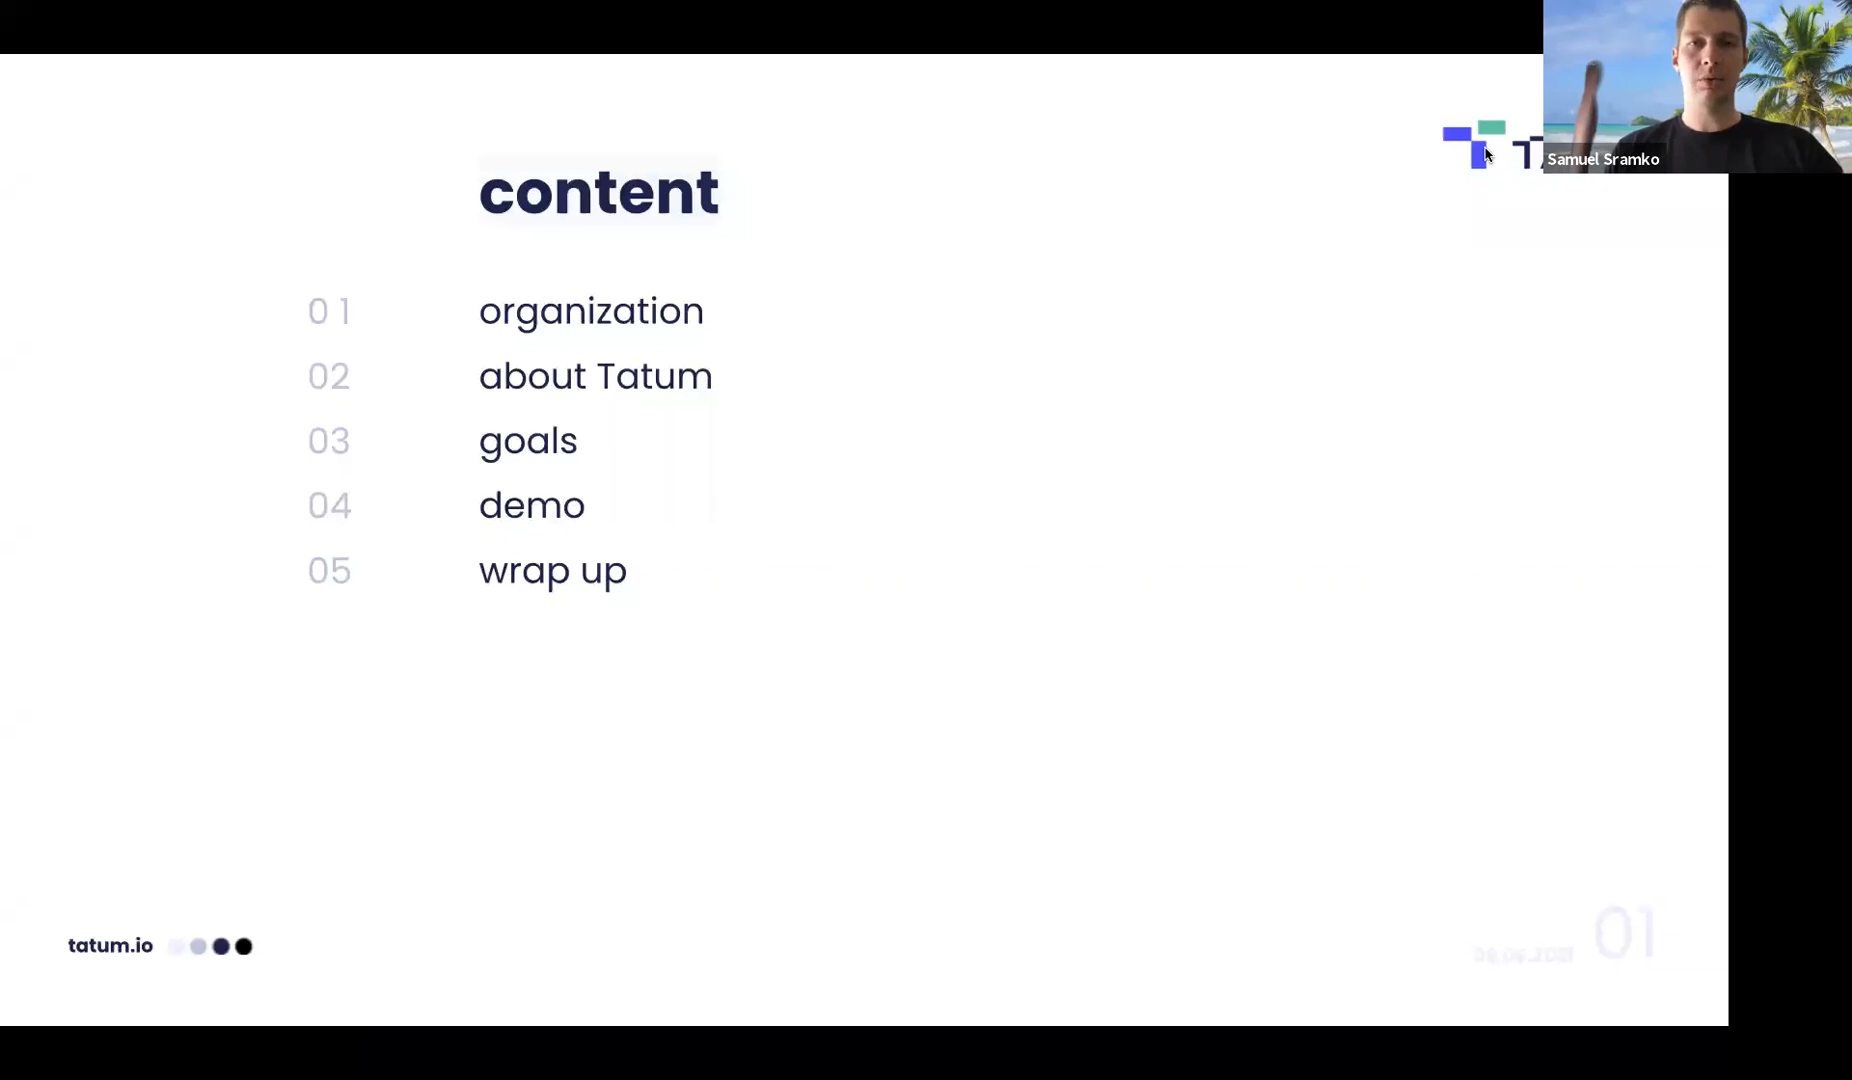 content
01 organization
02 about Tatum
03 goals
04 demo
05 wrap up
Samuel Sramko
tatum.io
01